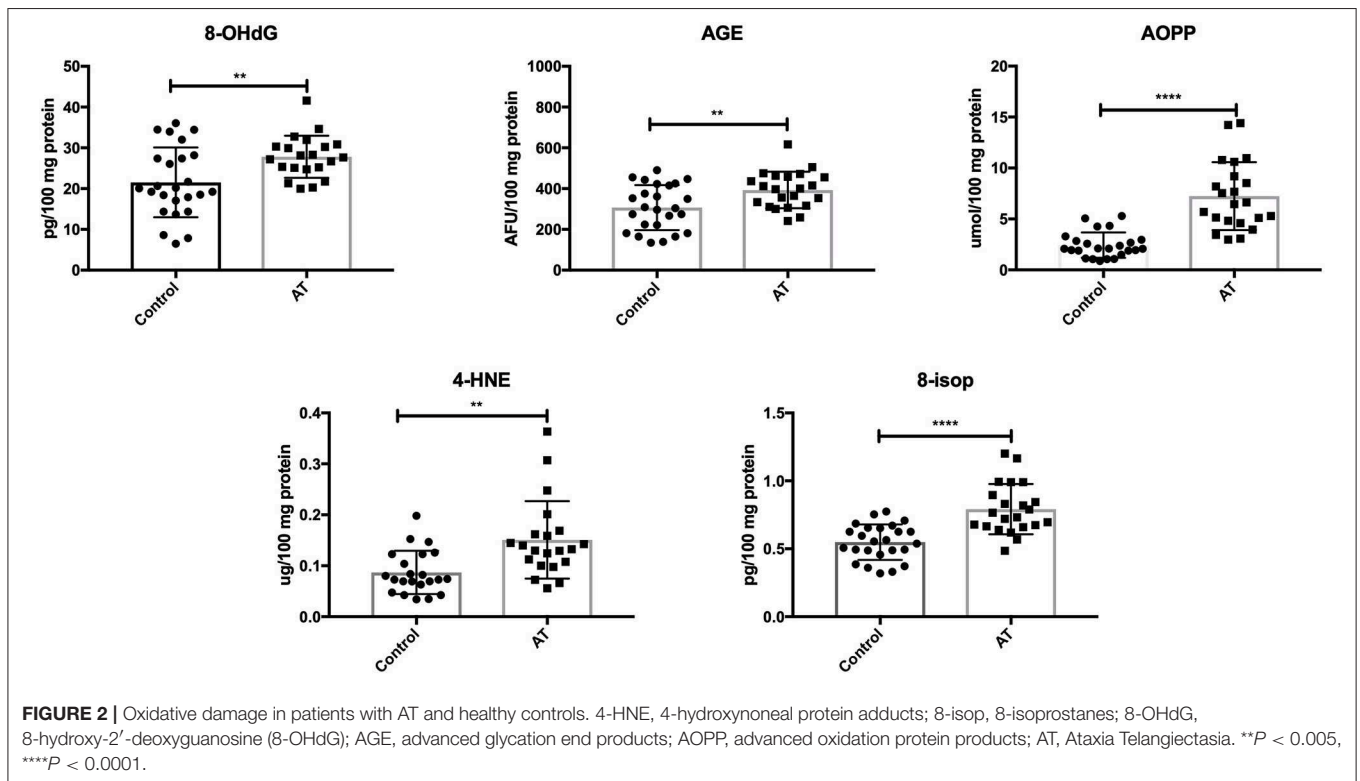 8-OHdG
**
50
40
30
20
10
0
pg/100 mg protein
Control
AT
AGE
**
1000
800
600
400
200
0
AFU/100 mg protein
Control
AT
AOPP
****
20
15
10
5
0
umol/100 mg protein
Control
AT
4-HNE
**
0.4
0.3
0.2
0.1
0.0
ug/100 mg protein
Control
AT
8-isop
****
1.5
1.0
0.5
0.0
pg/100 mg protein
Control
AT
FIGURE 2 | Oxidative damage in patients with AT and healthy controls. 4-HNE, 4-hydroxynoneal protein adducts; 8-isop, 8-isoprostanes; 8-OHdG,
8-hydroxy-2′-deoxyguanosine (8-OHdG); AGE, advanced glycation end products; AOPP, advanced oxidation protein products; AT, Ataxia Telangiectasia. **P < 0.005,
****P < 0.0001.